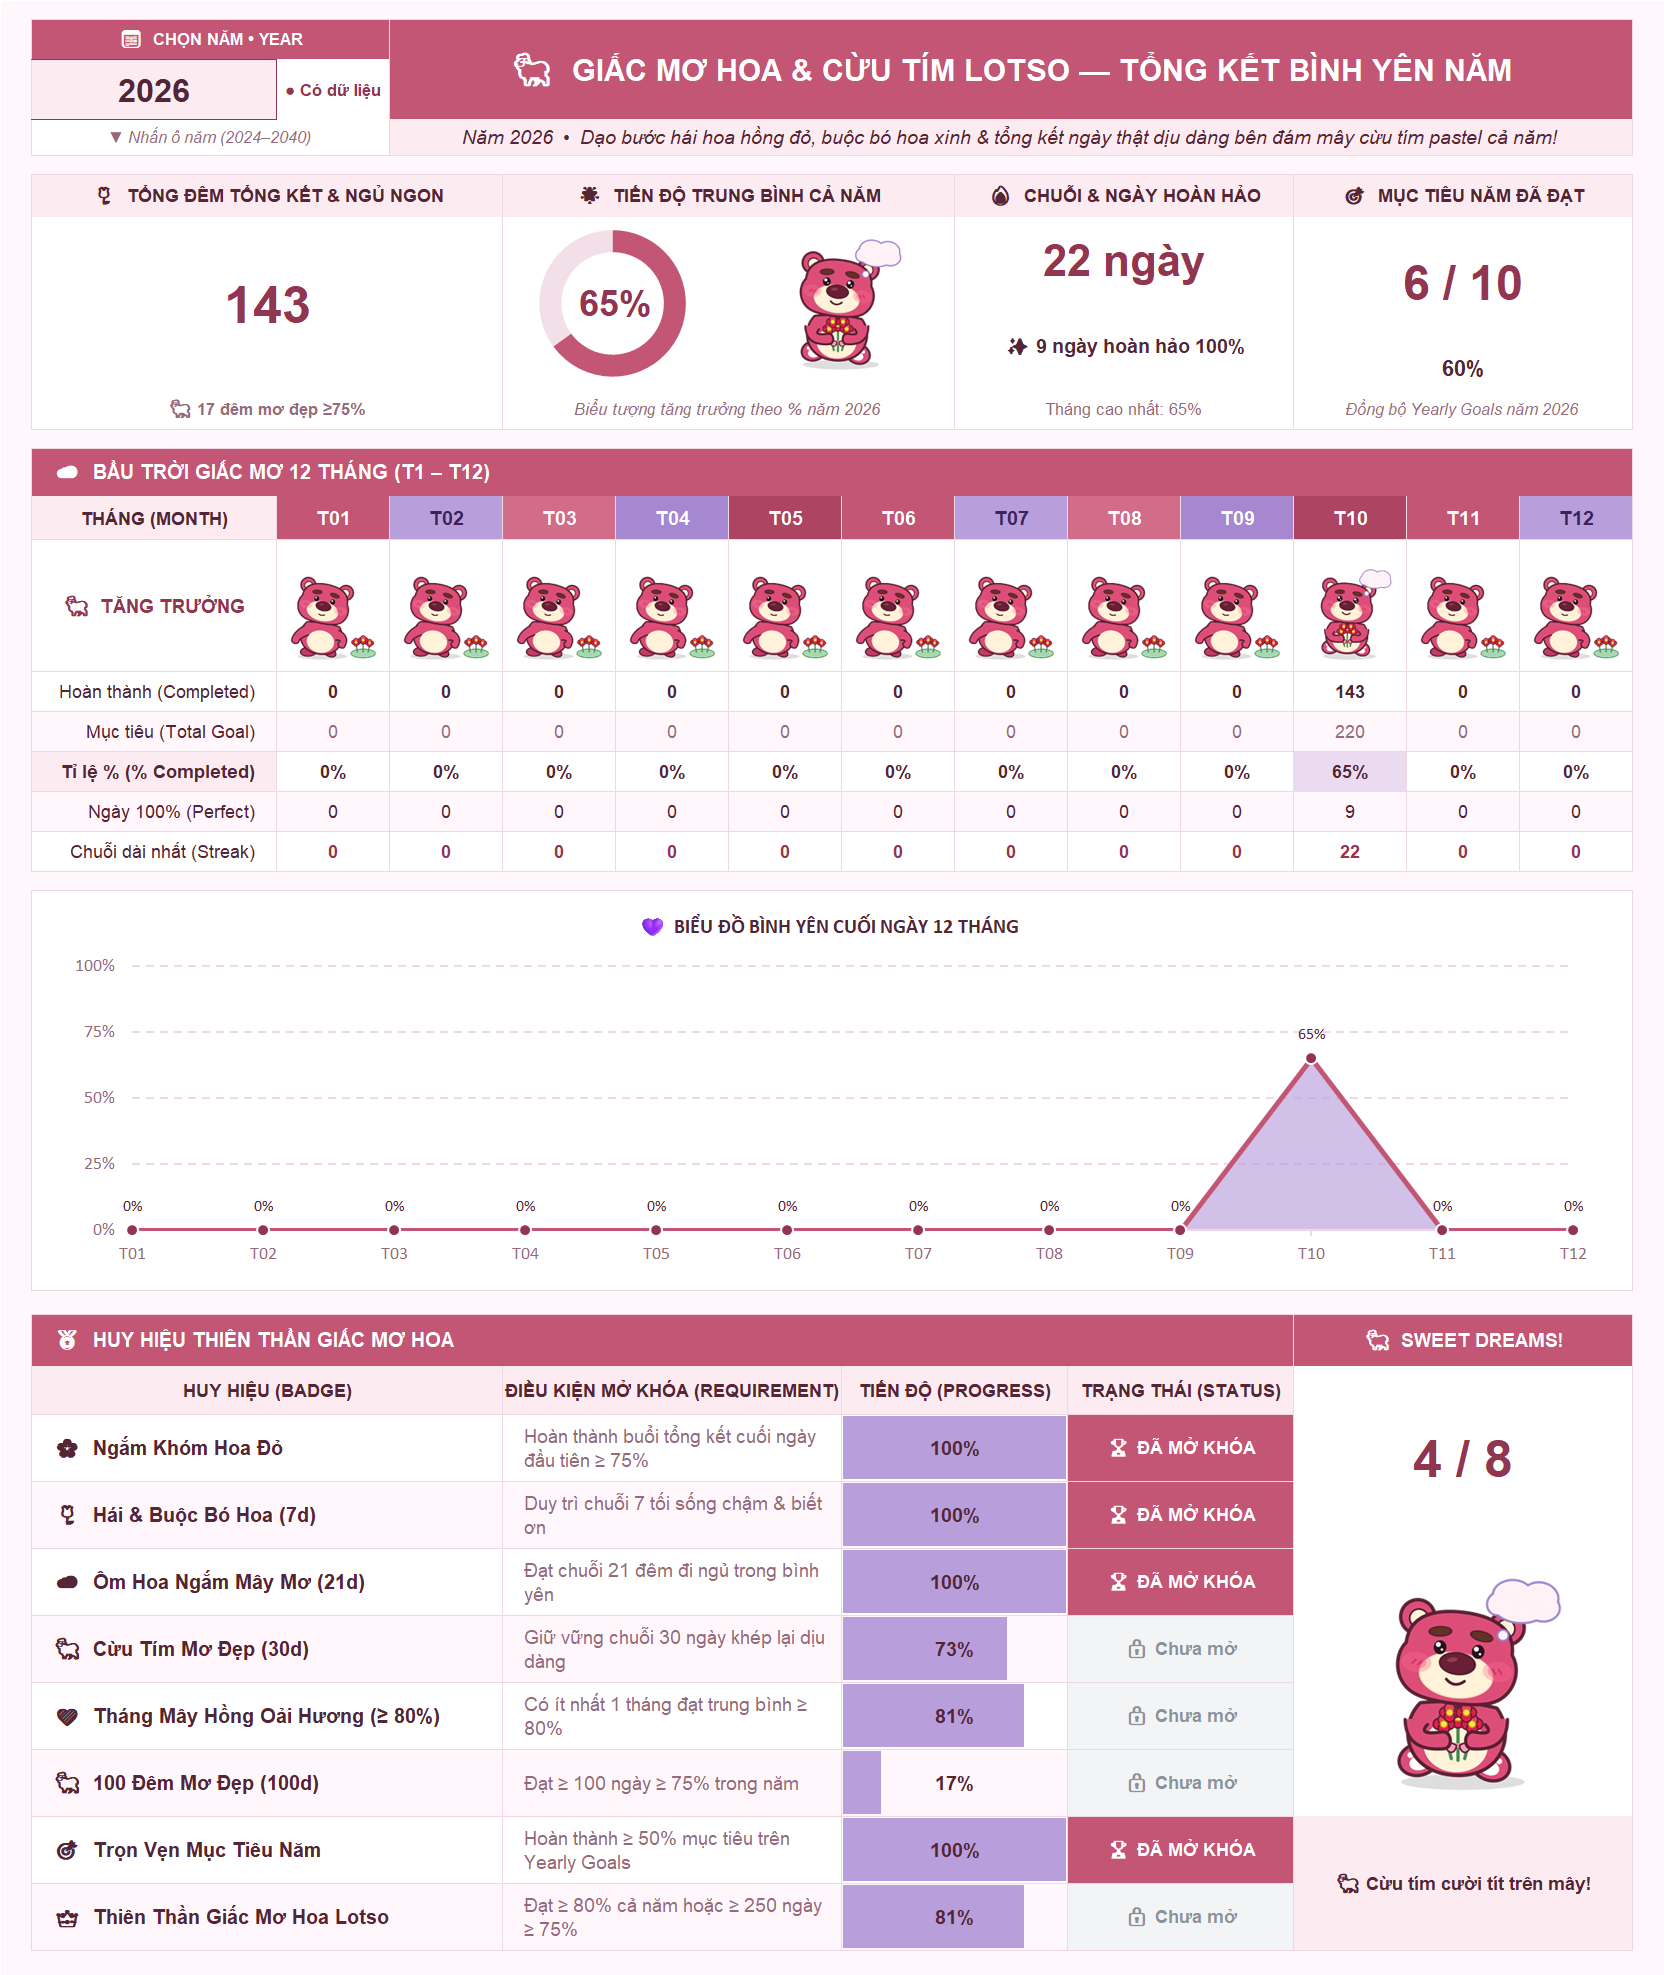 CHỌN NĂM • YEAR
2026
● Có dữ liệu
▼ Nhấn ô năm (2024–2040)
GIẤC MƠ HOA & CỪU TÍM LOTSO — TỔNG KẾT BÌNH YÊN NĂM
Năm 2026 • Dạo bước hái hoa hồng đỏ, buộc bó hoa xinh & tổng kết ngày thật dịu dàng bên đám mây cừu tím pastel cả năm!
TỔNG ĐÊM TỔNG KẾT & NGỦ NGON
143
17 đêm mơ đẹp ≥75%
TIẾN ĐỘ TRUNG BÌNH CẢ NĂM
65%
Biểu tượng tăng trưởng theo % năm 2026
CHUỖI & NGÀY HOÀN HẢO
22 ngày
9 ngày hoàn hảo 100%
Tháng cao nhất: 65%
MỤC TIÊU NĂM ĐÃ ĐẠT
6 / 10
60%
Đồng bộ Yearly Goals năm 2026
BẦU TRỜI GIẤC MƠ 12 THÁNG (T1 – T12)
THÁNG (MONTH) T01 T02 T03 T04 T05 T06 T07 T08 T09 T10 T11 T12
TĂNG TRƯỞNG
Hoàn thành (Completed) 0 0 0 0 0 0 0 0 0 143 0 0
Mục tiêu (Total Goal) 0 0 0 0 0 0 0 0 0 220 0 0
Tỉ lệ % (% Completed) 0% 0% 0% 0% 0% 0% 0% 0% 0% 65% 0% 0%
Ngày 100% (Perfect) 0 0 0 0 0 0 0 0 0 9 0 0
Chuỗi dài nhất (Streak) 0 0 0 0 0 0 0 0 0 22 0 0
BIỂU ĐỒ BÌNH YÊN CUỐI NGÀY 12 THÁNG
100%
75%
65%
50%
25%
0% 0% 0% 0% 0% 0% 0% 0% 0% 0% 0%
0%
T01 T02 T03 T04 T05 T06 T07 T08 T09 T10 T11 T12
HUY HIỆU THIÊN THẦN GIẤC MƠ HOA
HUY HIỆU (BADGE) ĐIỀU KIỆN MỞ KHÓA (REQUIREMENT) TIẾN ĐỘ (PROGRESS) TRẠNG THÁI (STATUS)
Ngắm Khóm Hoa Đỏ
Hoàn thành buổi tổng kết cuối ngày
đầu tiên ≥ 75%
100%
ĐÃ MỞ KHÓA
Hái & Buộc Bó Hoa (7d)
Duy trì chuỗi 7 tối sống chậm & biết
ơn
100%
ĐÃ MỞ KHÓA
Ôm Hoa Ngắm Mây Mơ (21d)
Đạt chuỗi 21 đêm đi ngủ trong bình
yên
100%
ĐÃ MỞ KHÓA
Cừu Tím Mơ Đẹp (30d)
Giữ vững chuỗi 30 ngày khép lại dịu
dàng
73%
Chưa mở
Tháng Mây Hồng Oải Hương (≥ 80%)
Có ít nhất 1 tháng đạt trung bình ≥
80%
81%
Chưa mở
100 Đêm Mơ Đẹp (100d)
Đạt ≥ 100 ngày ≥ 75% trong năm
17%
Chưa mở
Trọn Vẹn Mục Tiêu Năm
Hoàn thành ≥ 50% mục tiêu trên
Yearly Goals
100%
ĐÃ MỞ KHÓA
Thiên Thần Giấc Mơ Hoa Lotso
Đạt ≥ 80% cả năm hoặc ≥ 250 ngày
≥ 75%
81%
Chưa mở
SWEET DREAMS!
4 / 8
Cừu tím cười tít trên mây!